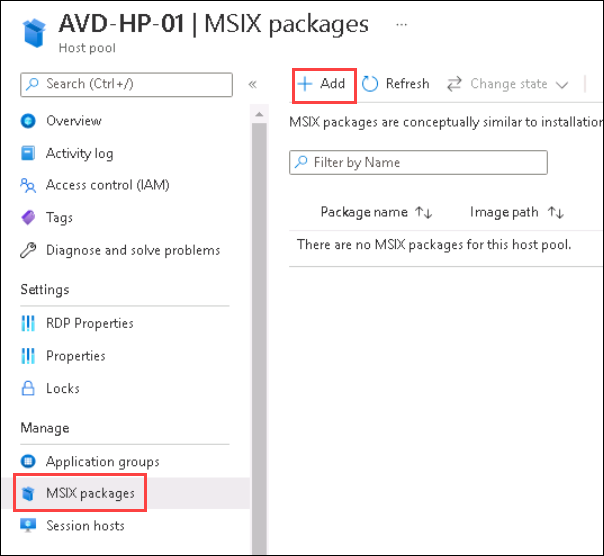 AVD-HP-01 | MSIX packages ...
Host pool
Search (Ctrl+/)
«
Overview
Activity log
Access control (IAM)
Tags
Diagnose and solve problems
Settings
RDP Properties
Properties
Locks
Manage
Application groups
MSIX packages
Session hosts
Add
Refresh
Change state
MSIX packages are conceptually similar to installation
Filter by Name
Package name ↑↓ Image path ↑↓
There are no MSIX packages for this host pool.